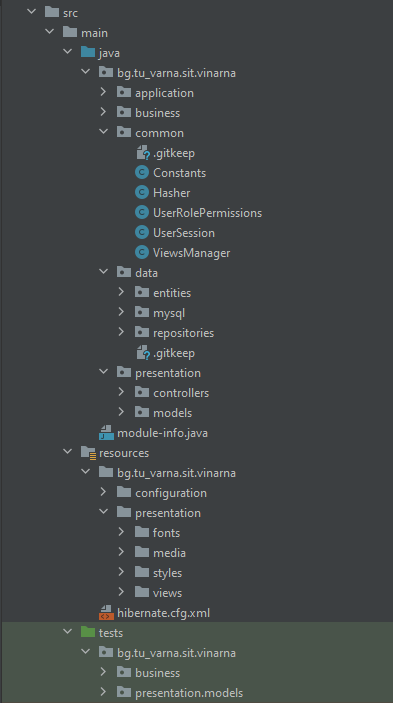 src
main
java
bg.tu_varna.sit.vinarna
application
business
common
.gitkeep
Constants
Hasher
UserRolePermissions
UserSession
ViewsManager
data
entities
mysql
repositories
.gitkeep
presentation
controllers
models
module-info.java
resources
bg.tu_varna.sit.vinarna
configuration
presentation
fonts
media
styles
views
hibernate.cfg.xml
tests
bg.tu_varna.sit.vinarna
business
presentation.models